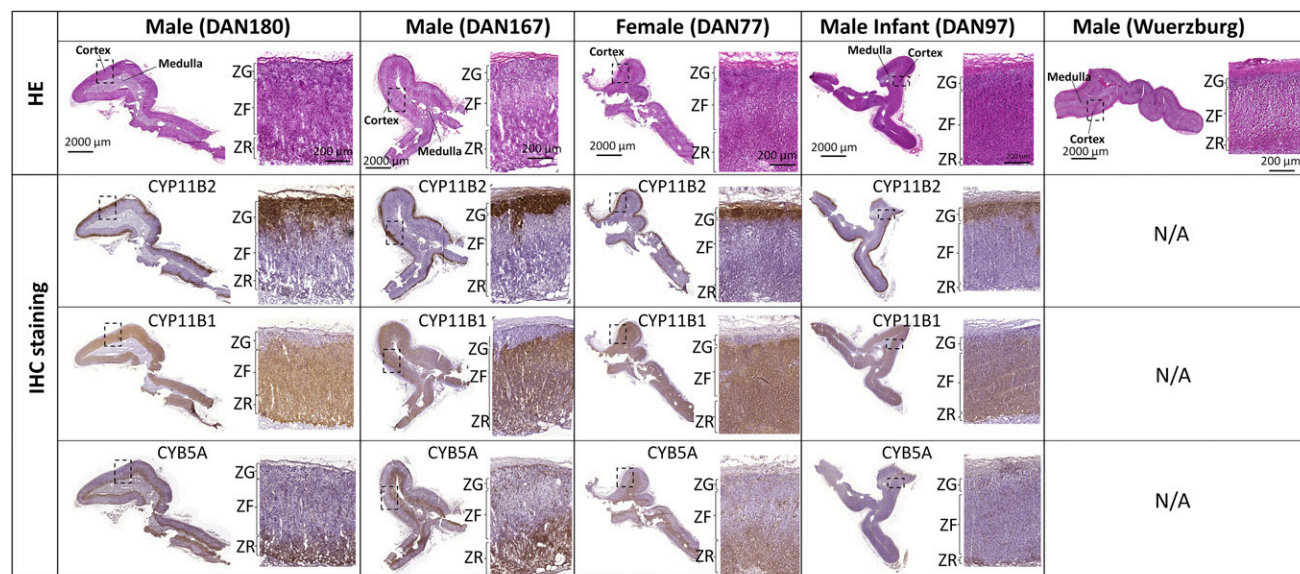 Male (DAN180)
Male (DAN167)
Female (DAN77)
Male Infant (DAN97)
Male (Wuerzburg)
HE
Cortex
Medulla
2000 µm
ZG
ZF
ZR
200 µm
Cortex
Medulla
2000 µm
ZG
ZF
ZR
200 µm
Cortex
2000 µm
ZG
ZF
ZR
200 µm
Medulla
Cortex
2000 µm
ZG
ZF
ZR
200 µm
Medulla
Cortex
2000 µm
ZG
ZF
ZR
200 µm
IHC staining
CYP11B2
ZG
ZF
ZR
CYP11B2
ZG
ZF
ZR
CYP11B2
ZG
ZF
ZR
CYP11B2
ZG
ZF
ZR
N/A
CYP11B1
ZG
ZF
ZR
CYP11B1
ZG
ZF
ZR
CYP11B1
ZG
ZF
ZR
CYP11B1
ZG
ZF
ZR
N/A
CYB5A
ZG
ZF
ZR
CYB5A
ZG
ZF
ZR
CYB5A
ZG
ZF
ZR
CYB5A
ZG
ZF
ZR
N/A